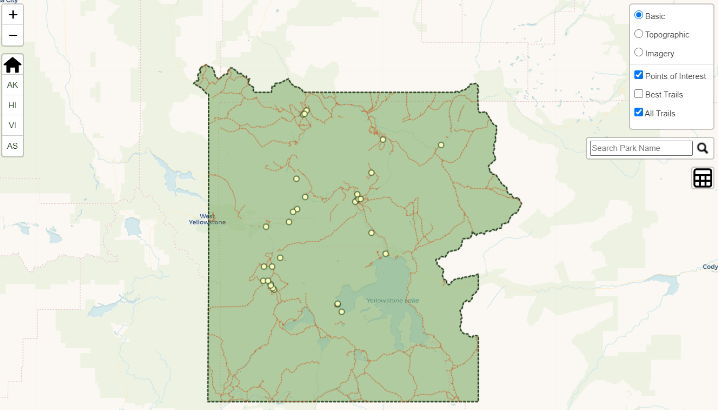 City
+
−
AK
HI
VI
AS
Basic
Topographic
Imagery
Points of Interest
Best Trails
All Trails
Search Park Name
West
Yellowstone
Cody
Yellowstone Lake